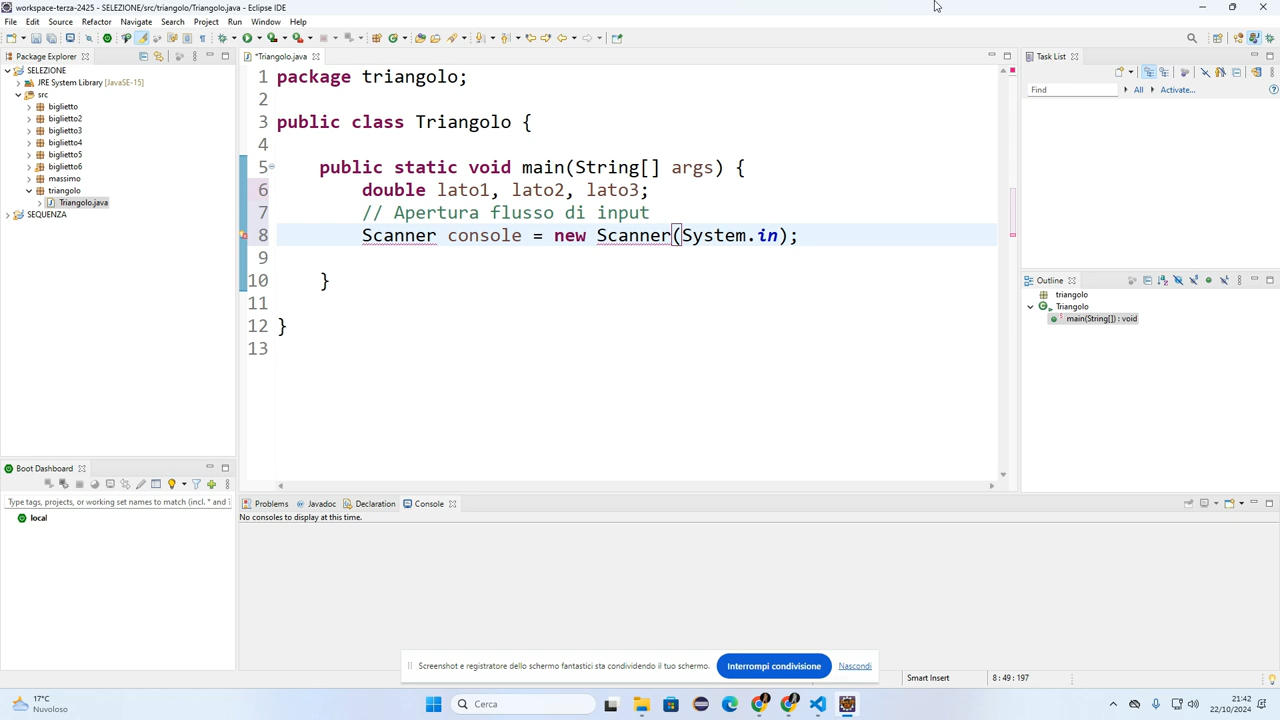 workspace-terza-2425 - SELEZIONE/src/triangolo/Triangolo.java - Eclipse IDE
File Edit Source Refactor Navigate Search Project Run Window Help
Package Explorer
SELEZIONE
JRE System Library [JavaSE-15]
src
biglietto
biglietto2
biglietto3
biglietto4
biglietto5
biglietto6
massimo
triangolo
Triangolo.java
SEQUENZA
*Triangolo.java
1 package triangolo;
2
3 public class Triangolo {
4
5 public static void main(String[] args) {
6 double lato1, lato2, lato3;
7 // Apertura flusso di input
8 Scanner console = new Scanner(System.in);
9
10 }
11
12 }
13
Task List
Find All Activate...
Outline
triangolo
Triangolo
main(String[]) : void
Boot Dashboard
Type tags, projects, or working set names to match (incl. * and
local
Problems Javadoc Declaration Console
No consoles to display at this time.
Screenshot e registratore dello schermo fantastici sta condividendo il tuo schermo. Interrompi condivisione Nascondi
Smart Insert 8 : 49 : 197
17°C
Nuvoloso
Cerca
21:42
22/10/2024